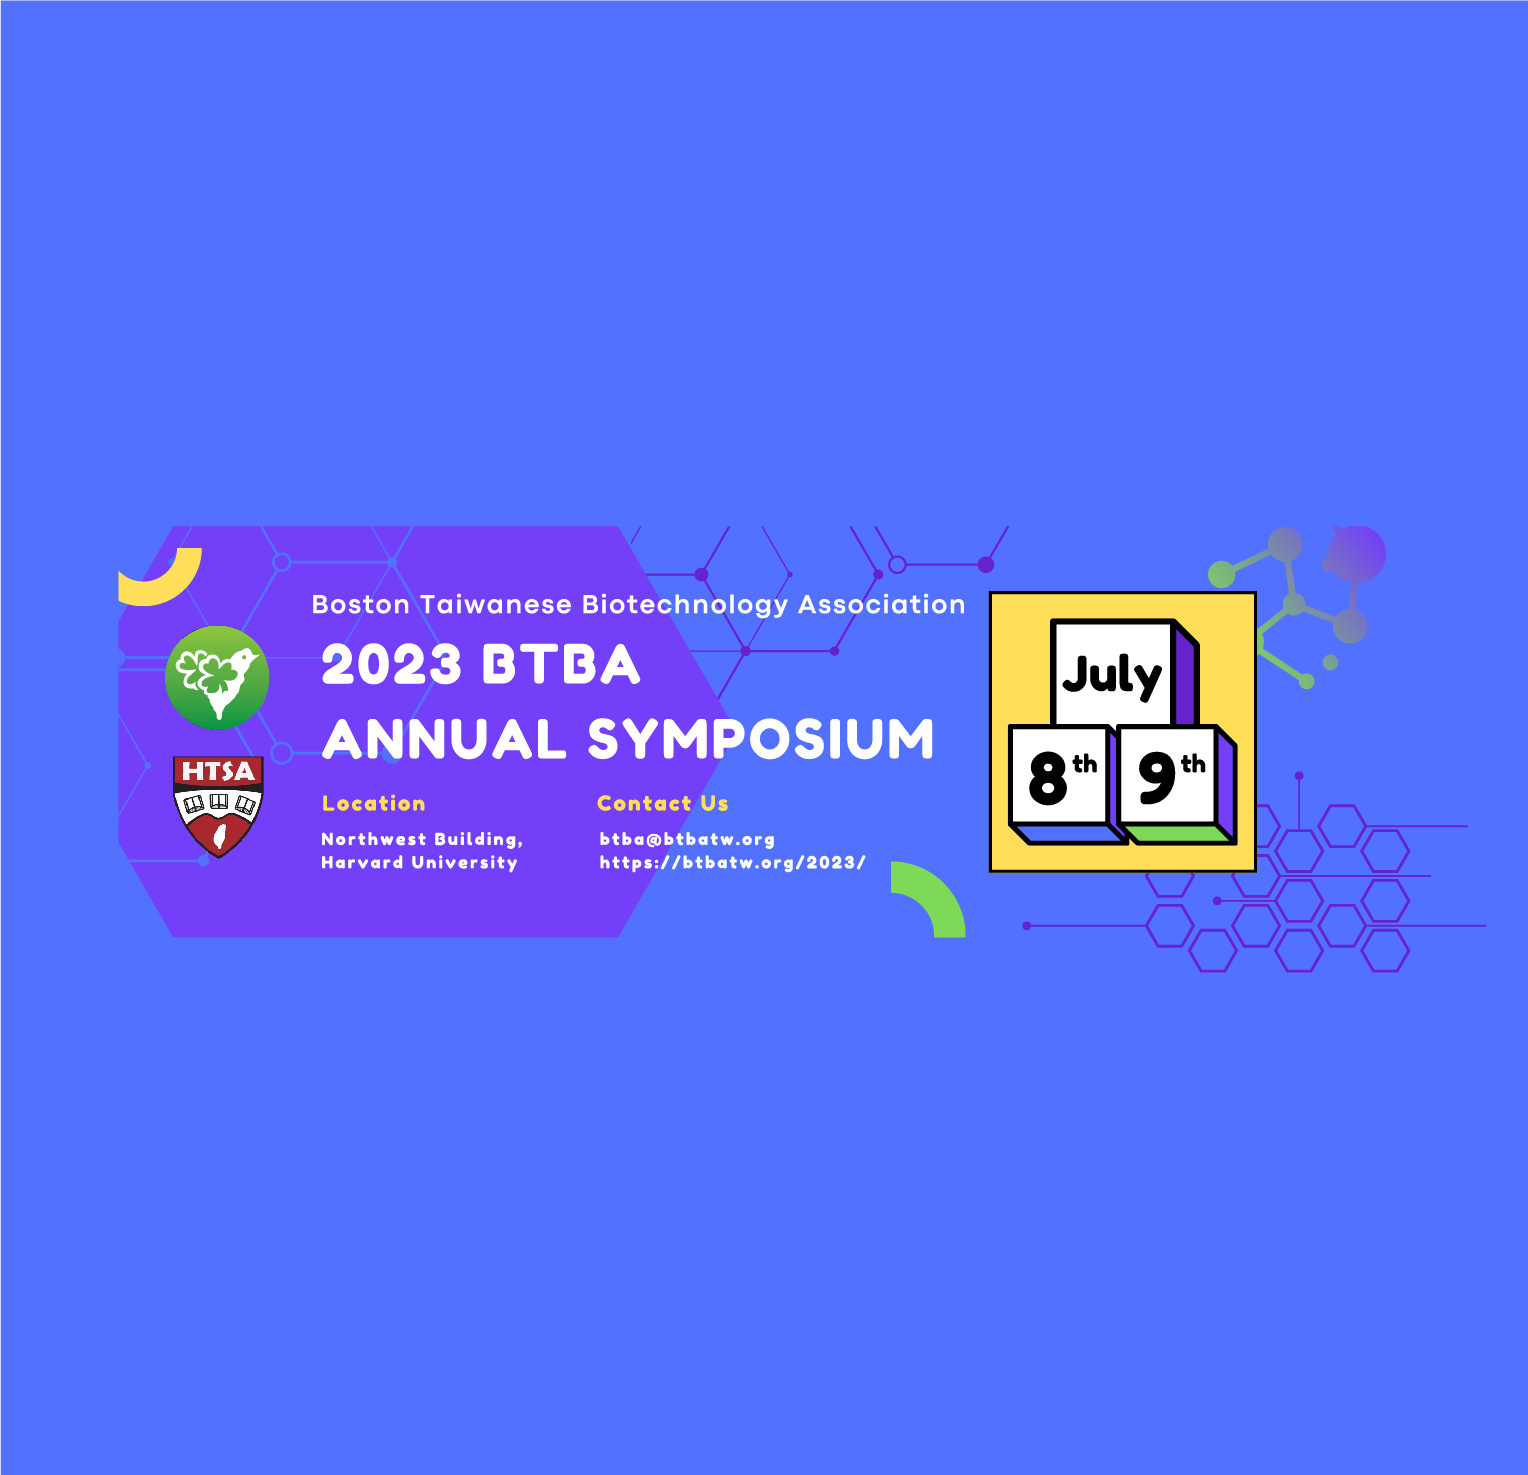 Boston Taiwanese Biotechnology Association
2023 BTBA
ANNUAL SYMPOSIUM
HTSA
Location
Northwest Building,
Harvard University
Contact Us
btba@btbatw.org
https://btbatw.org/2023/
July
8th 9th